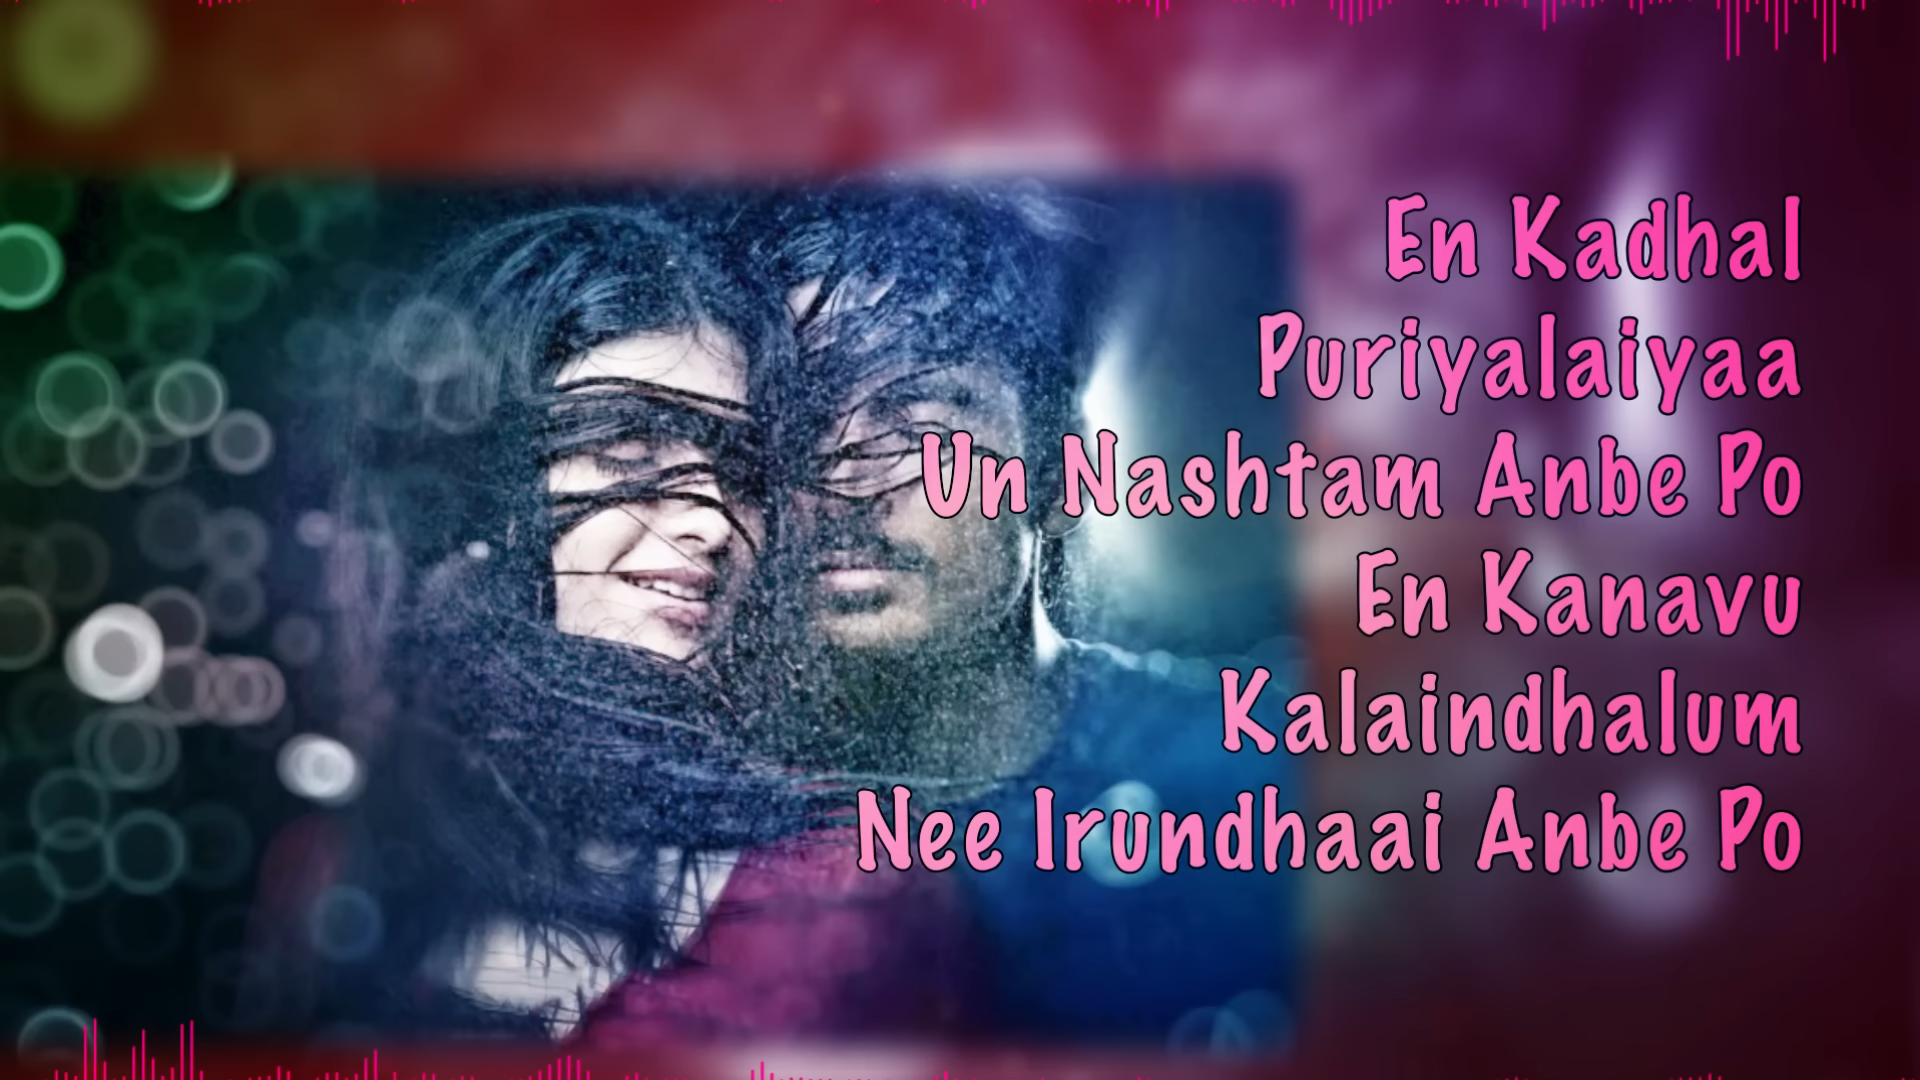 En Kadhal
Puriyalaiyaa
Un Nashtam Anbe Po
En Kanavu
Kalaindhalum
Nee Irundhaai Anbe Po